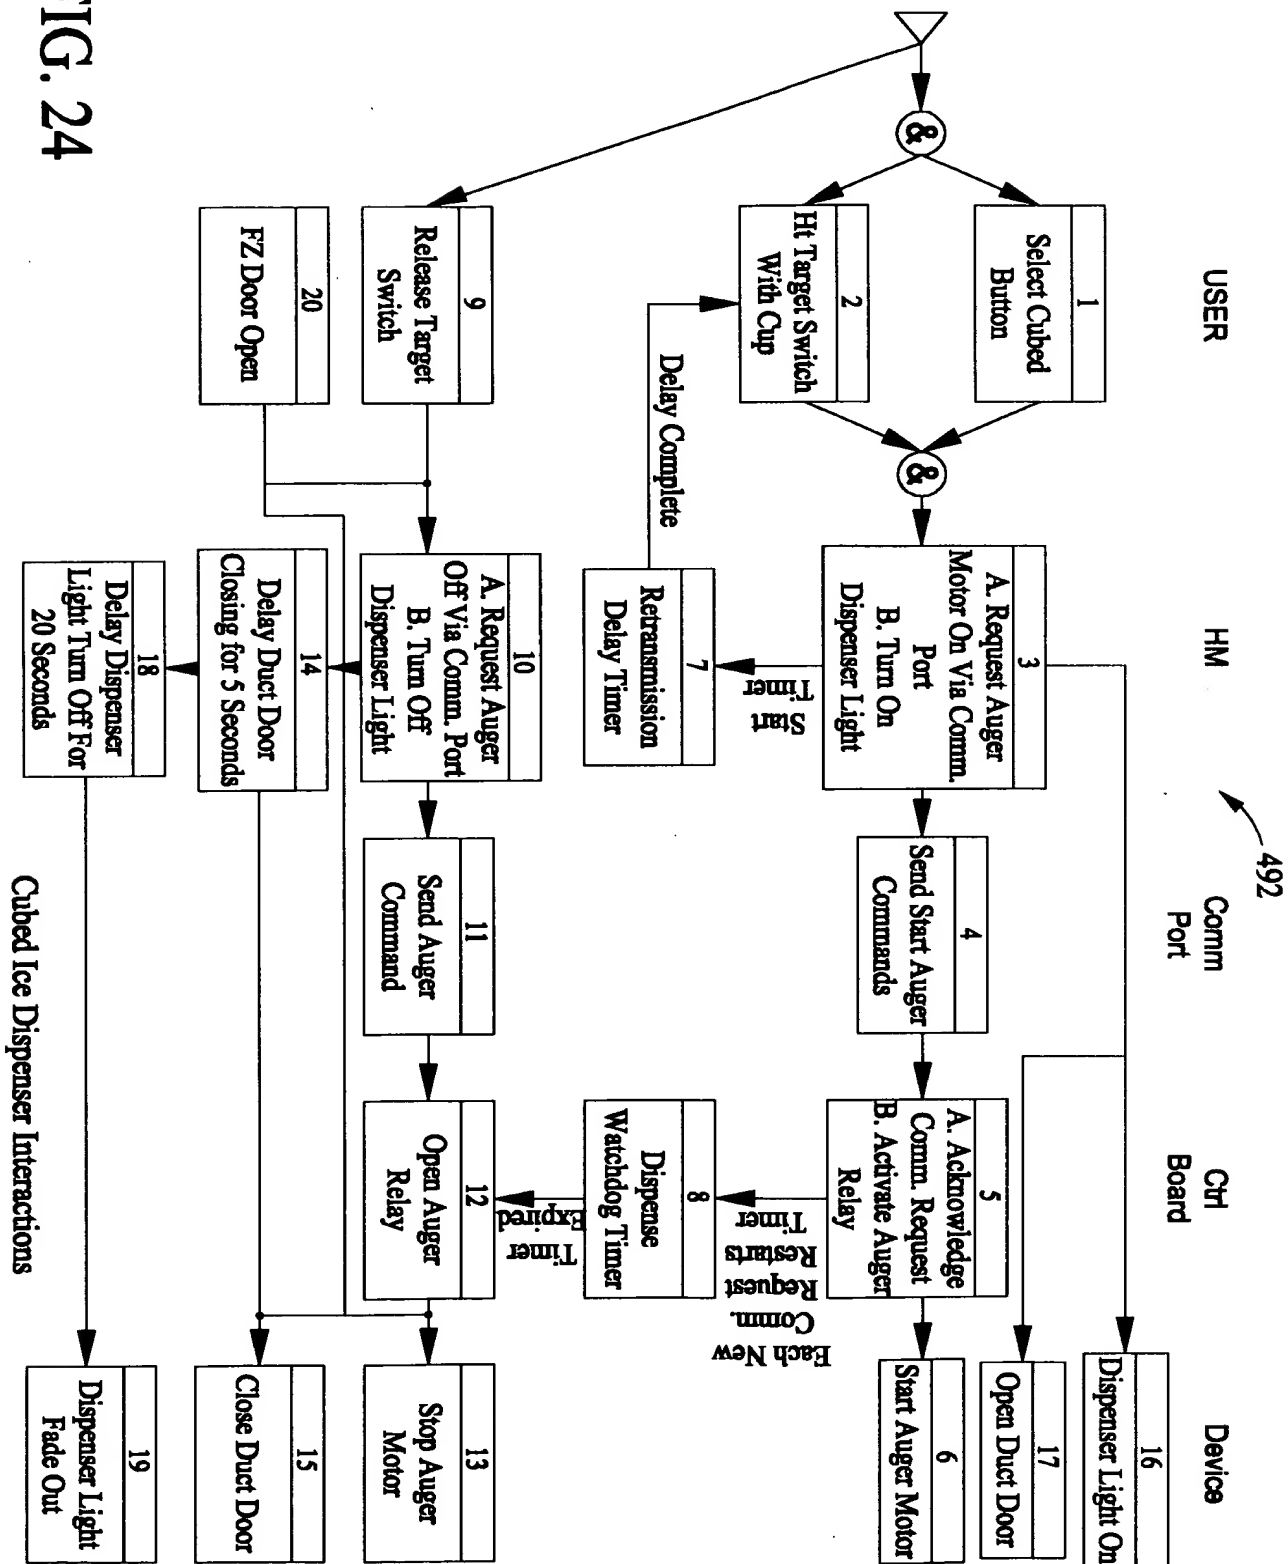 492
USER
HM
Comm
Port
Ctrl
Board
Device
&
1
Select Cubed
Button
2
Ht Target Switch
With Cup
&
3
A. Request Auger
Motor On Via Comm.
Port
B. Turn On
Dispenser Light
4
Send Start Auger
Commands
5
A. Acknowledge
Comm. Request
B. Activate Auger
Relay
16
Dispenser Light On
17
Open Duct Door
6
Start Auger Motor
Start
Timer
7
Retransmission
Delay Timer
Delay Complete
Each New
Comm.
Request
Restarts
Timer
8
Dispense
Watchdog Timer
Timer
Expired
9
Release Target
Switch
10
A. Request Auger
Off Via Comm. Port
B. Turn Off
Dispenser Light
11
Send Auger
Command
12
Open Auger
Relay
13
Stop Auger
Motor
20
FZ Door Open
14
Delay Duct Door
Closing for 5 Seconds
15
Close Duct Door
18
Delay Dispenser
Light Turn Off For
20 Seconds
19
Dispenser Light
Fade Out
Cubed Ice Dispenser Interactions
FIG. 24